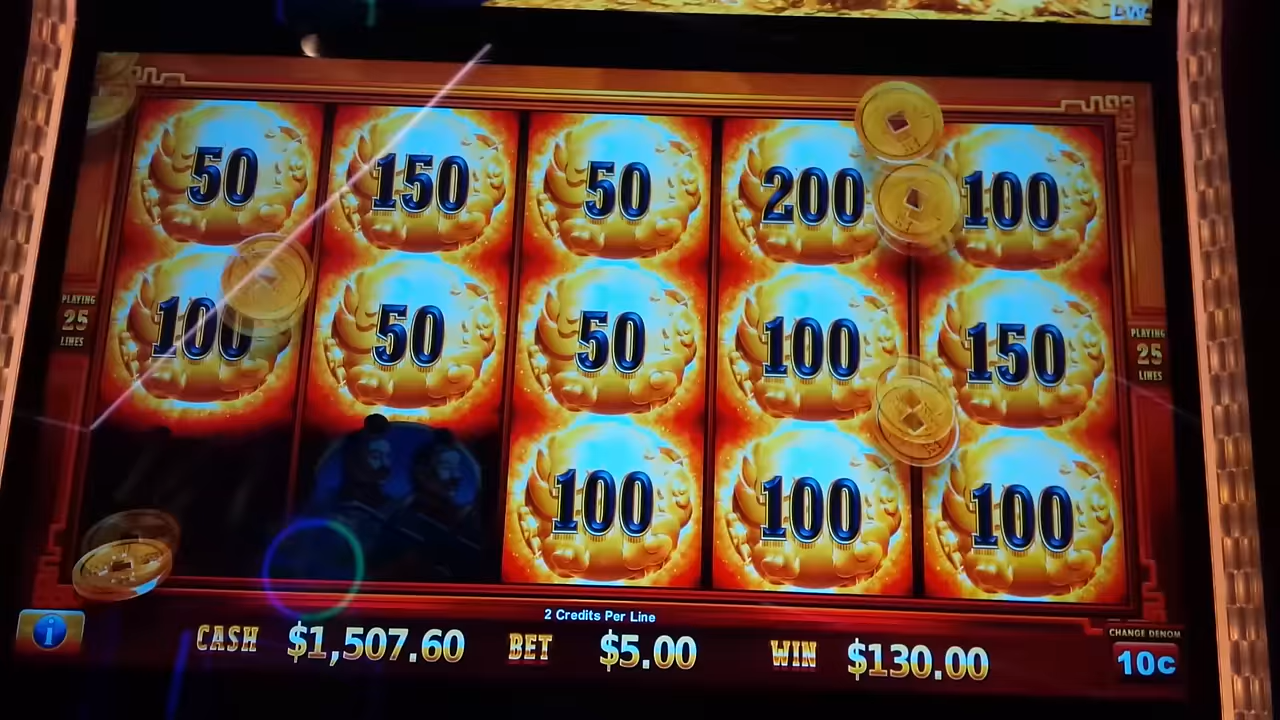 50 150 50 200 100
100 50 50 100 150
100 100 100
PLAYING
25
LINES
PLAYING
25
LINES
2 Credits Per Line
CASH $1,507.60 BET $5.00 WIN $130.00
CHANGE DENOM
10c